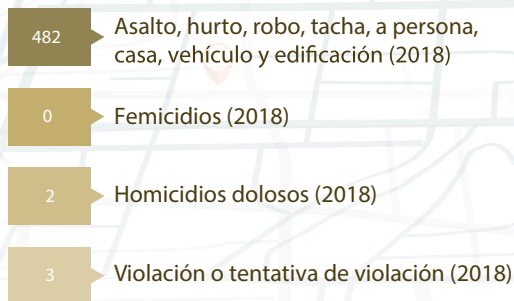 482
Asalto, hurto, robo, tacha, a persona,
casa, vehículo y edificación (2018)
0
Femicidios (2018)
2
Homicidios dolosos (2018)
3
Violación o tentativa de violación (2018)